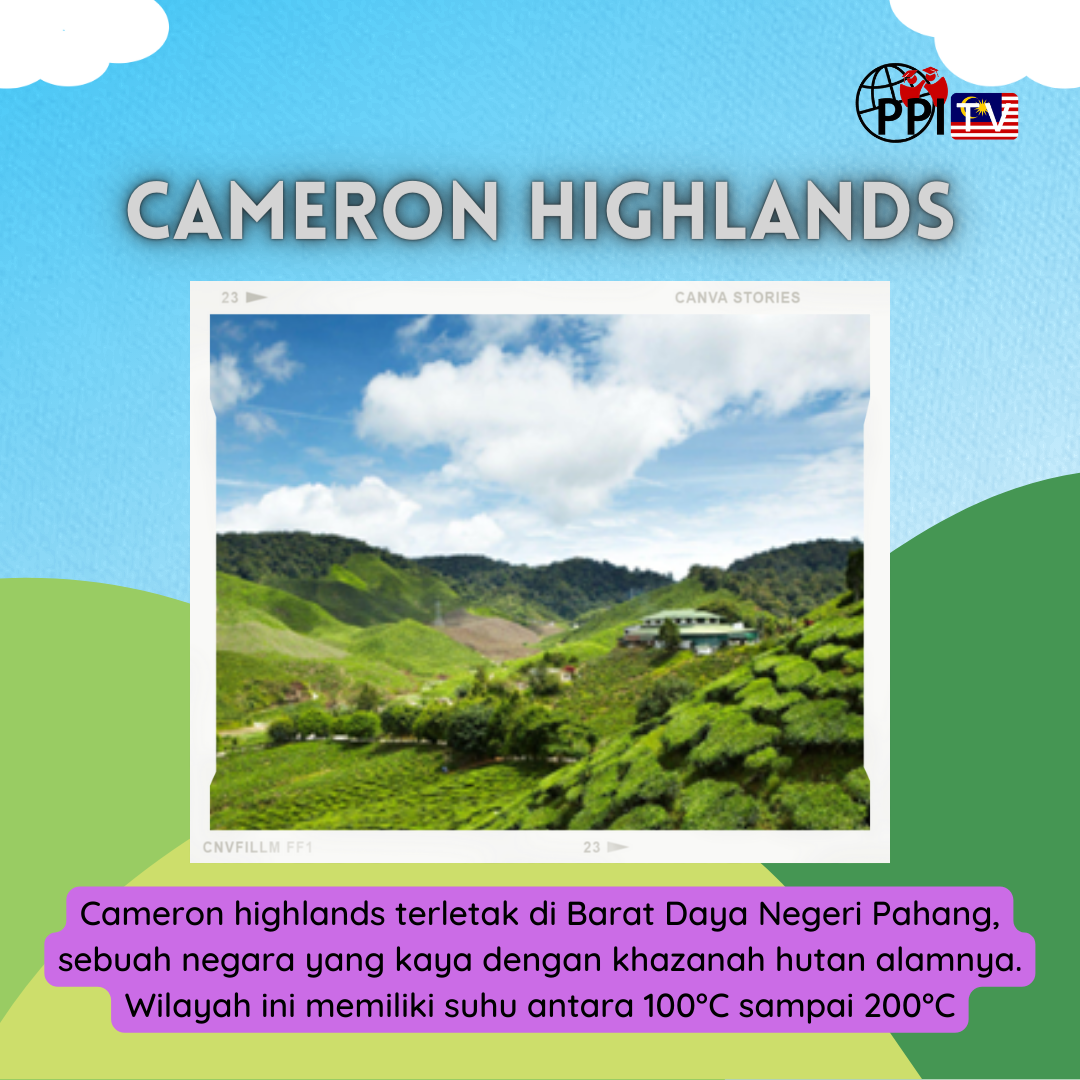 PPI TV
CAMERON HIGHLANDS
23
CANVA STORIES
CNVFILLM FF1
23
Cameron highlands terletak di Barat Daya Negeri Pahang,
sebuah negara yang kaya dengan khazanah hutan alamnya.
Wilayah ini memiliki suhu antara 100°C sampai 200°C